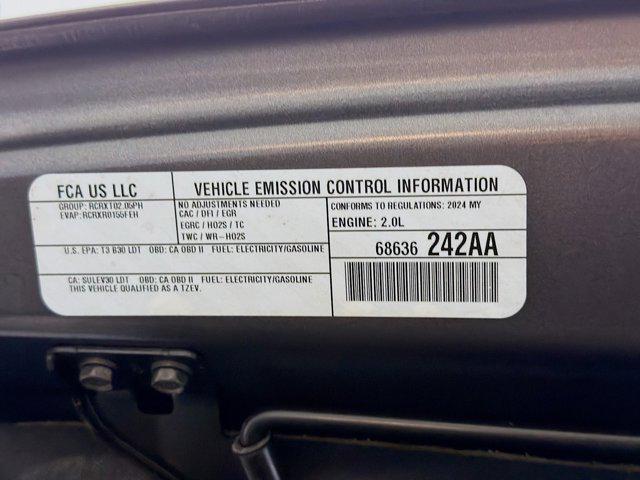 FCA US LLC
VEHICLE EMISSION CONTROL INFORMATION
GROUP: RCRXT02.05PH
EVAP: RCRXR0155FEH
NO ADJUSTMENTS NEEDED
CAC / DFI / EGR
EGRC / HO2S / TC
TWC / WR-HO2S
CONFORMS TO REGULATIONS: 2024 MY
ENGINE: 2.0L
U.S. EPA: T3 B30 LDT OBD: CA OBD II FUEL: ELECTRICITY/GASOLINE
68636 242AA
CA: SULEV30 LDT OBD: CA OBD II FUEL: ELECTRICITY/GASOLINE
THIS VEHICLE QUALIFIED AS A TZEV.